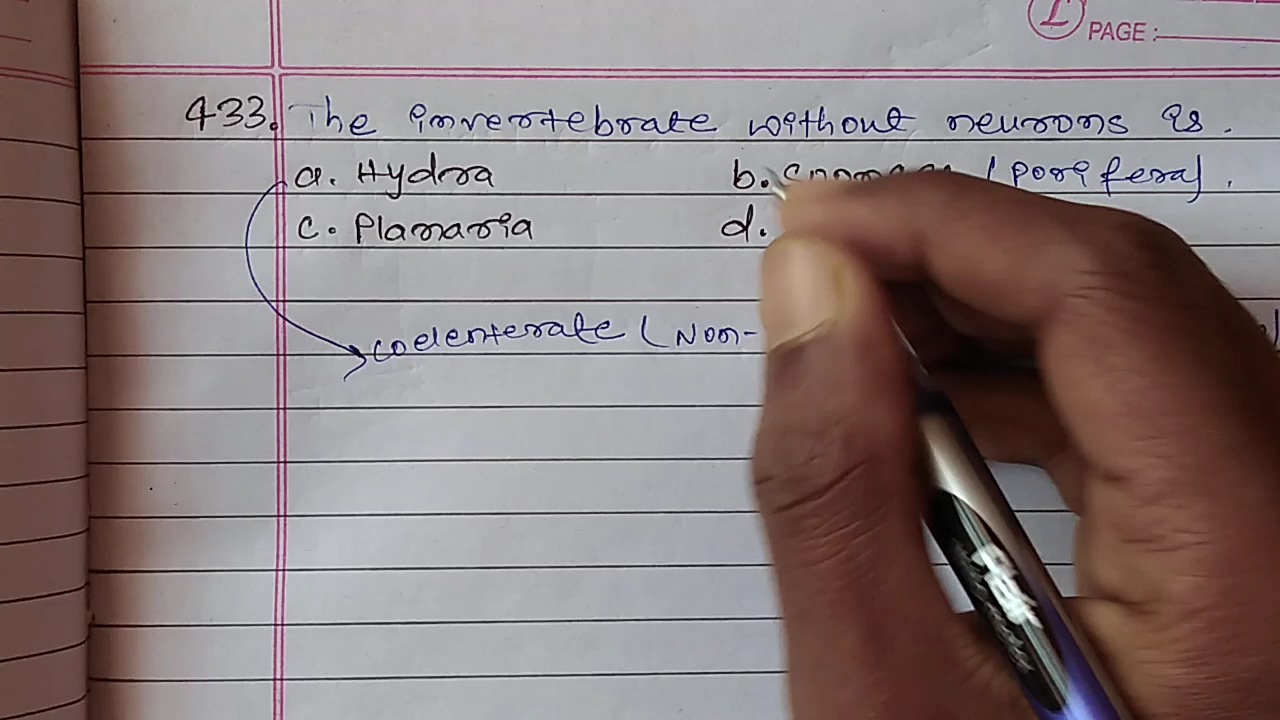 PAGE :
433. The invertebrate without neurons is.
a. Hydra b. (Porifera).
c. Planaria d.
coelenterate (Non-